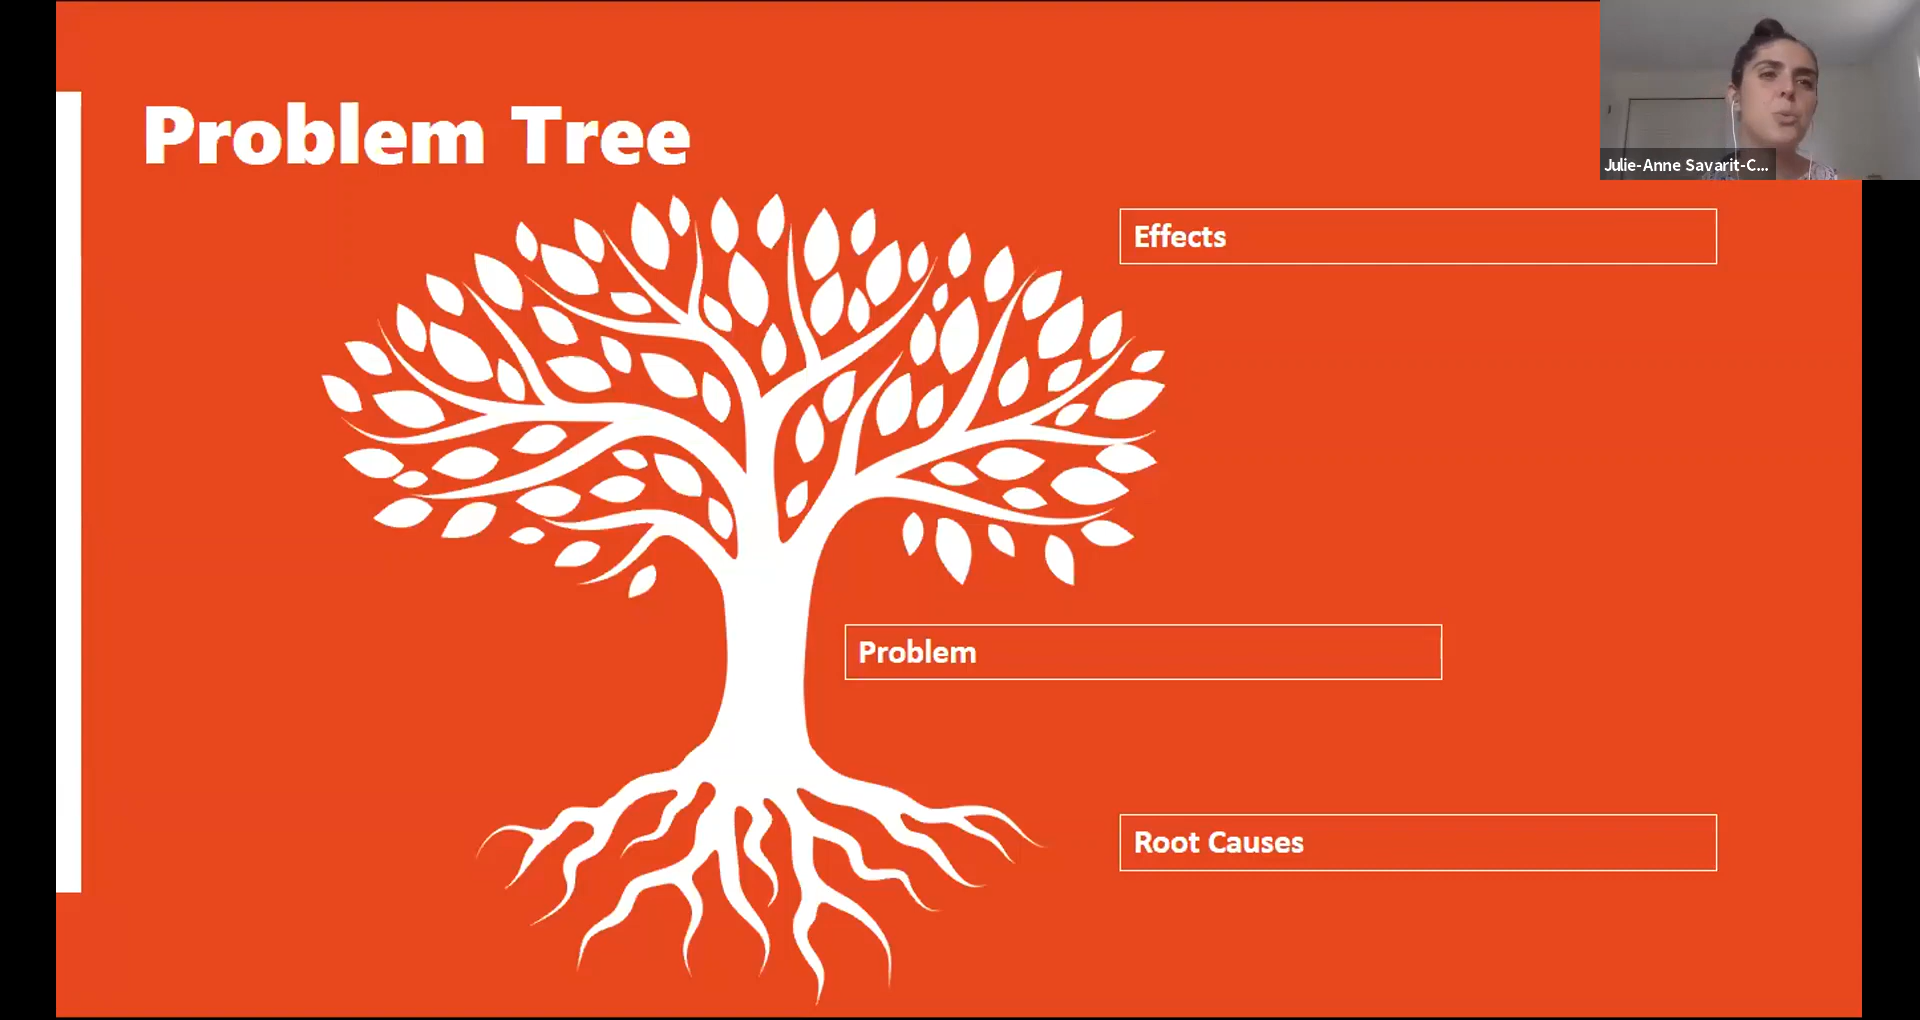 Problem Tree
Julie-Anne Savarit-C...
Effects
Problem
Root Causes